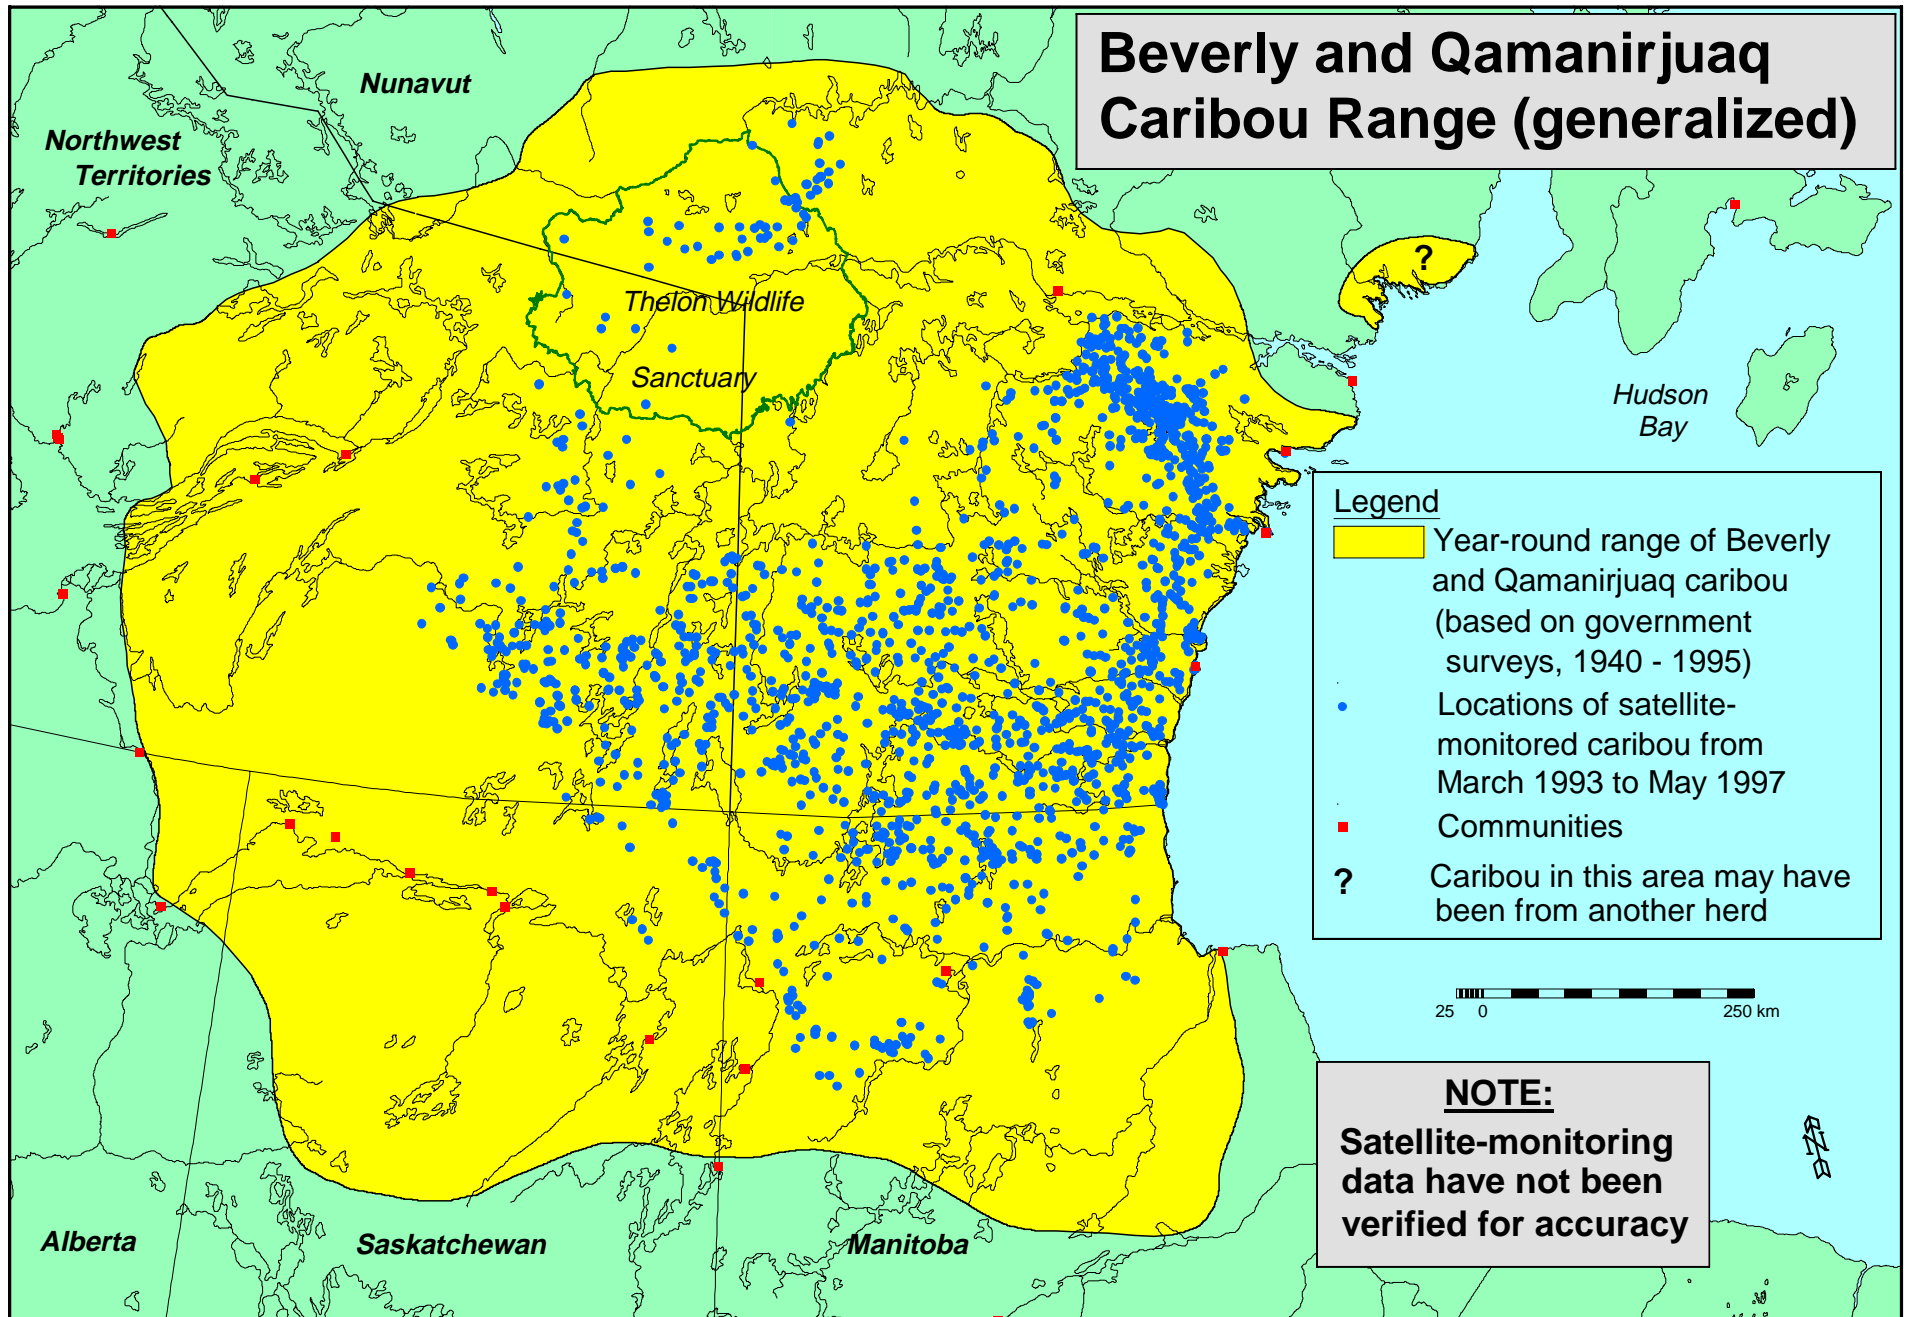 Beverly and Qamanirjuaq
Caribou Range (generalized)
Nunavut
Northwest
Territories
?
Thelon Wildlife
Sanctuary
Hudson
Bay
Legend
Year-round range of Beverly
and Qamanirjuaq caribou
(based on government
surveys, 1940 - 1995)
Locations of satellite-
monitored caribou from
March 1993 to May 1997
Communities
? Caribou in this area may have
been from another herd
25 0 250 km
NOTE:
Satellite-monitoring
data have not been
verified for accuracy
N
Alberta
Saskatchewan
Manitoba